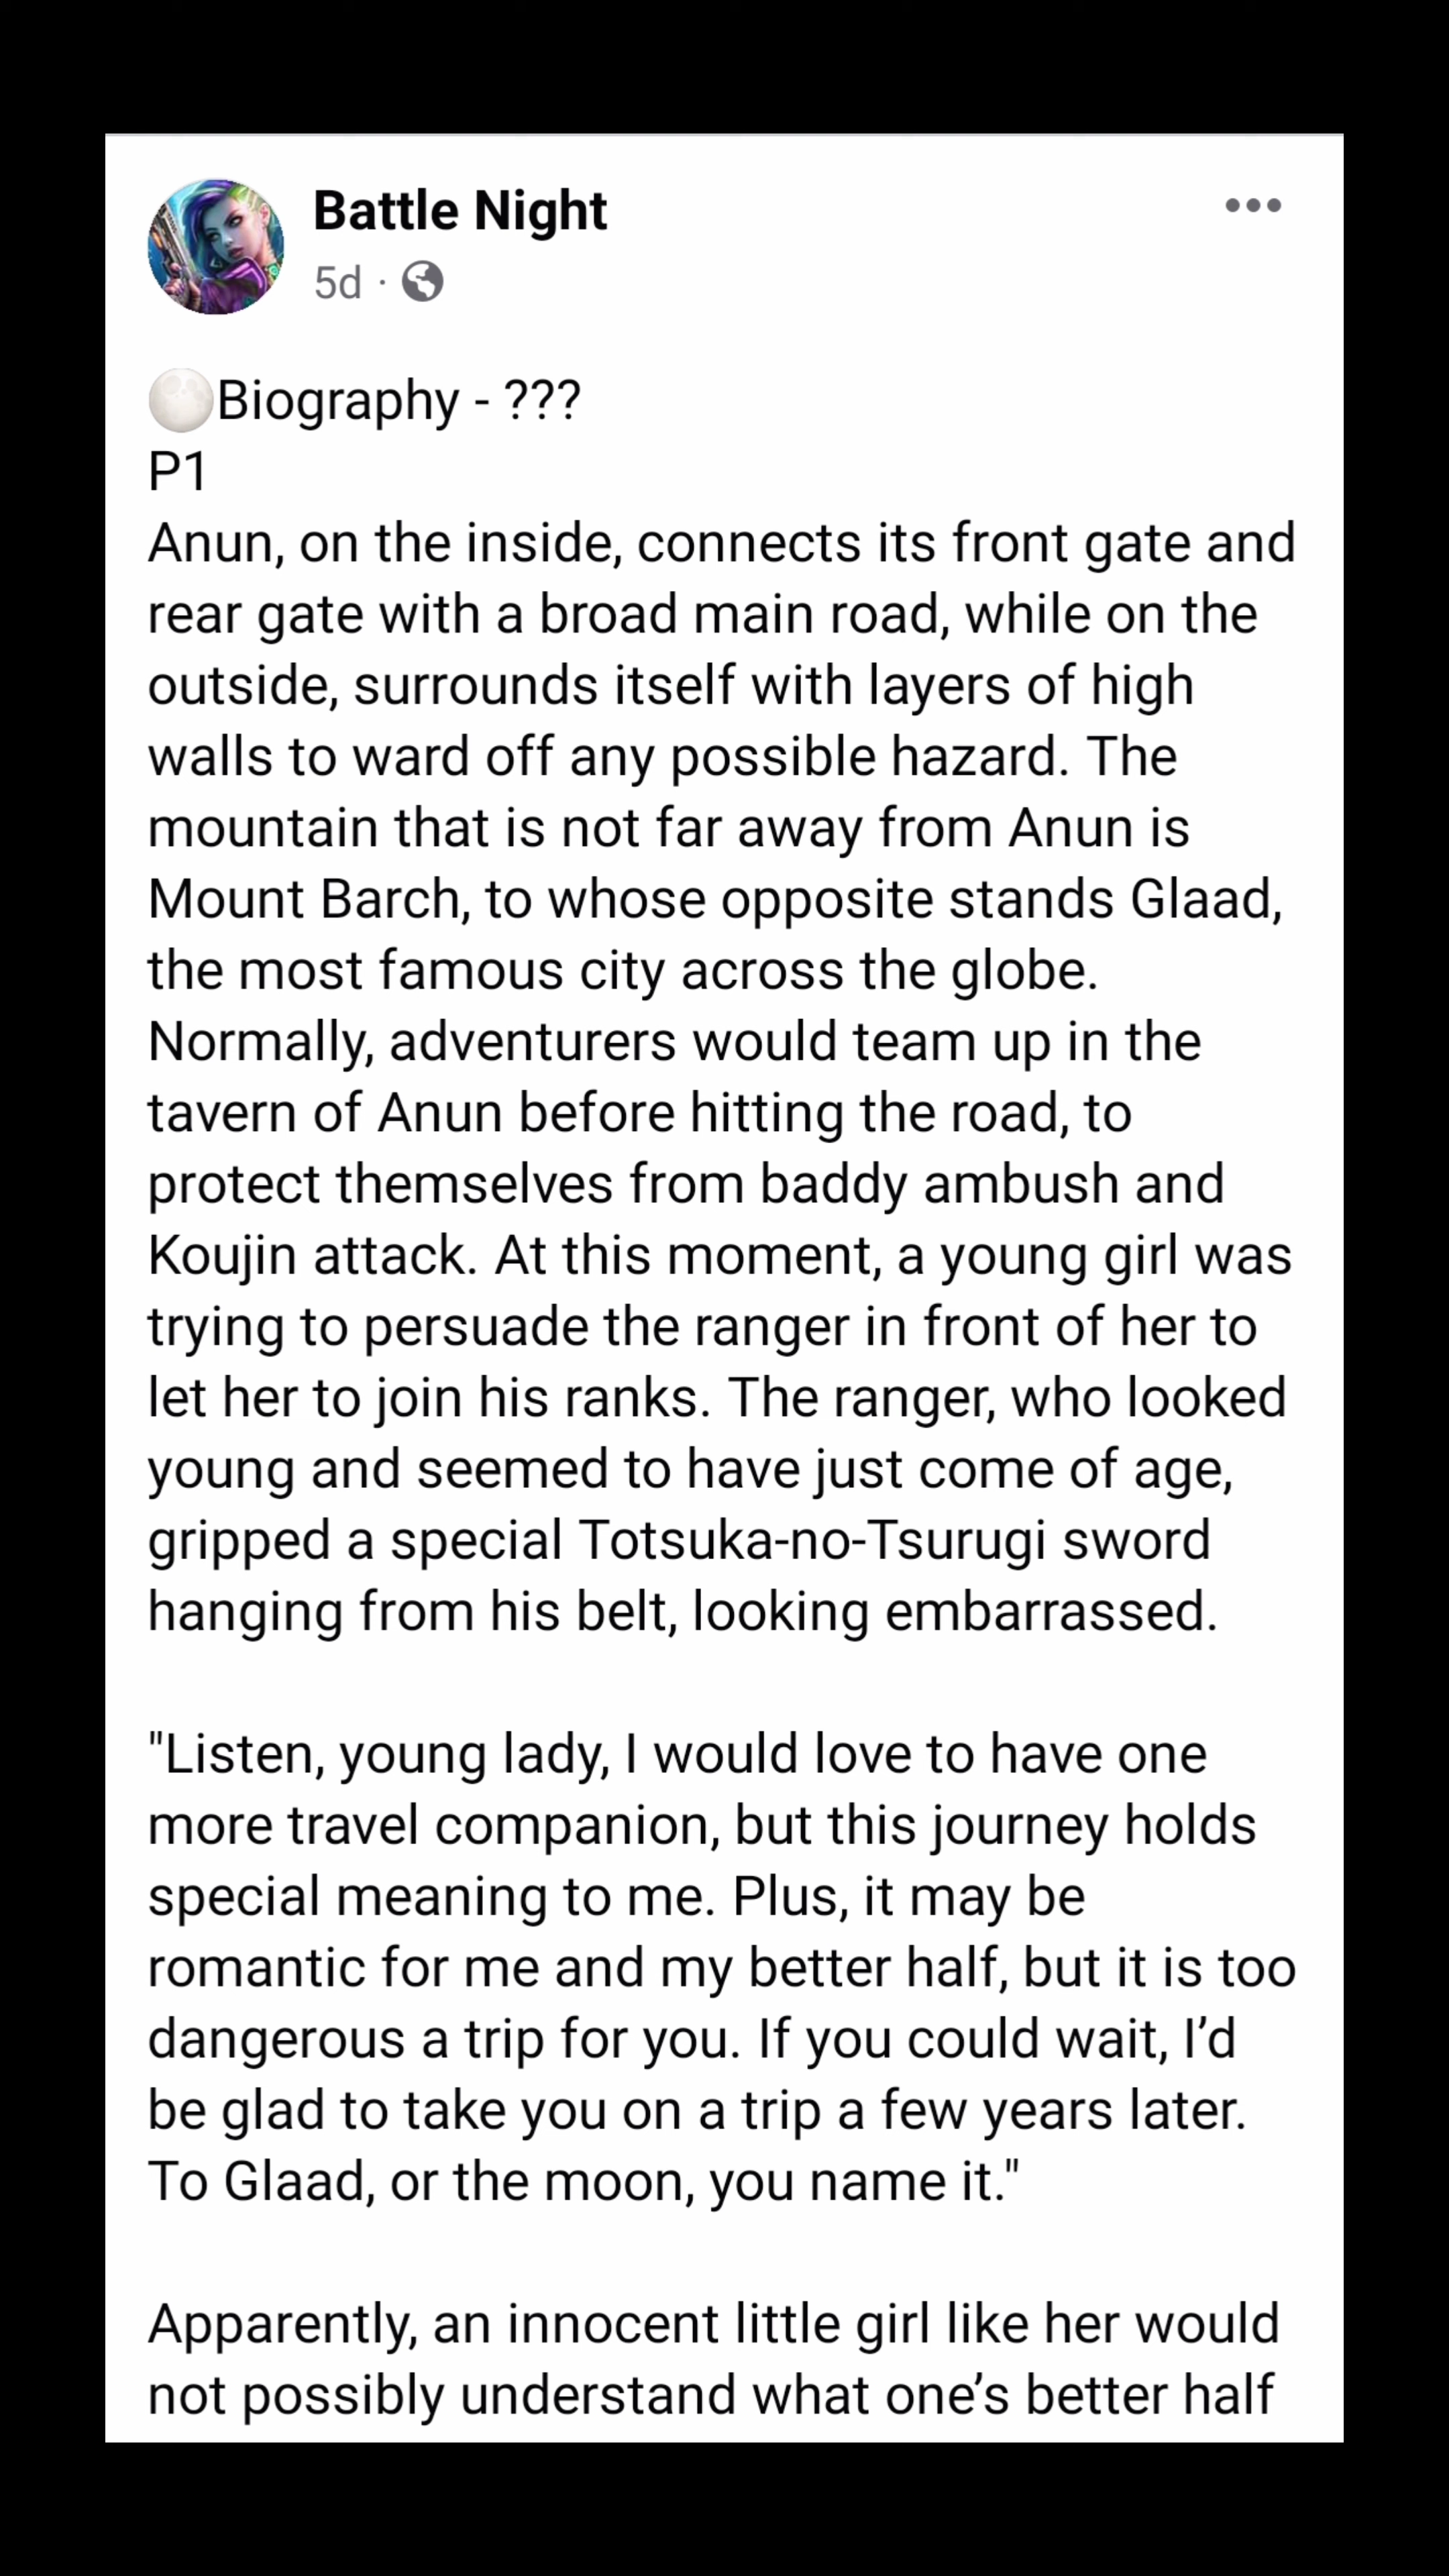 Battle Night
5d ·
🌕Biography - ???
P1
Anun, on the inside, connects its front gate and
rear gate with a broad main road, while on the
outside, surrounds itself with layers of high
walls to ward off any possible hazard. The
mountain that is not far away from Anun is
Mount Barch, to whose opposite stands Glaad,
the most famous city across the globe.
Normally, adventurers would team up in the
tavern of Anun before hitting the road, to
protect themselves from baddy ambush and
Koujin attack. At this moment, a young girl was
trying to persuade the ranger in front of her to
let her to join his ranks. The ranger, who looked
young and seemed to have just come of age,
gripped a special Totsuka-no-Tsurugi sword
hanging from his belt, looking embarrassed.
"Listen, young lady, I would love to have one
more travel companion, but this journey holds
special meaning to me. Plus, it may be
romantic for me and my better half, but it is too
dangerous a trip for you. If you could wait, I’d
be glad to take you on a trip a few years later.
To Glaad, or the moon, you name it."
Apparently, an innocent little girl like her would
not possibly understand what one’s better half